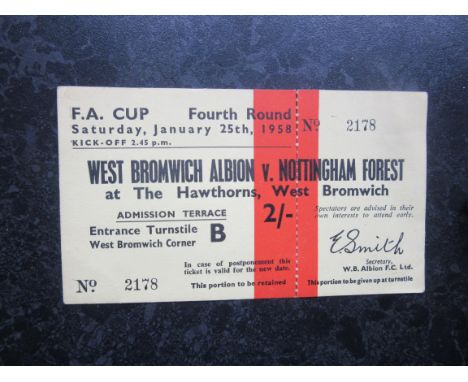 F.A. CUP Fourth Round
Saturday, January 25th, 1958
KICK-OFF 2.45 p.m.
No 2178
WEST BROMWICH ALBION v. NOTTINGHAM FOREST
at The Hawthorns, West Bromwich
ADMISSION TERRACE
Entrance Turnstile B
West Bromwich Corner
2/-
Spectators are advised in their
own interests to attend early.
E Smith
Secretary,
W.B. Albion F.C. Ltd.
In case of postponement this
ticket is valid for the new date.
No 2178
This portion to be retained
This portion to be given up at turnstile